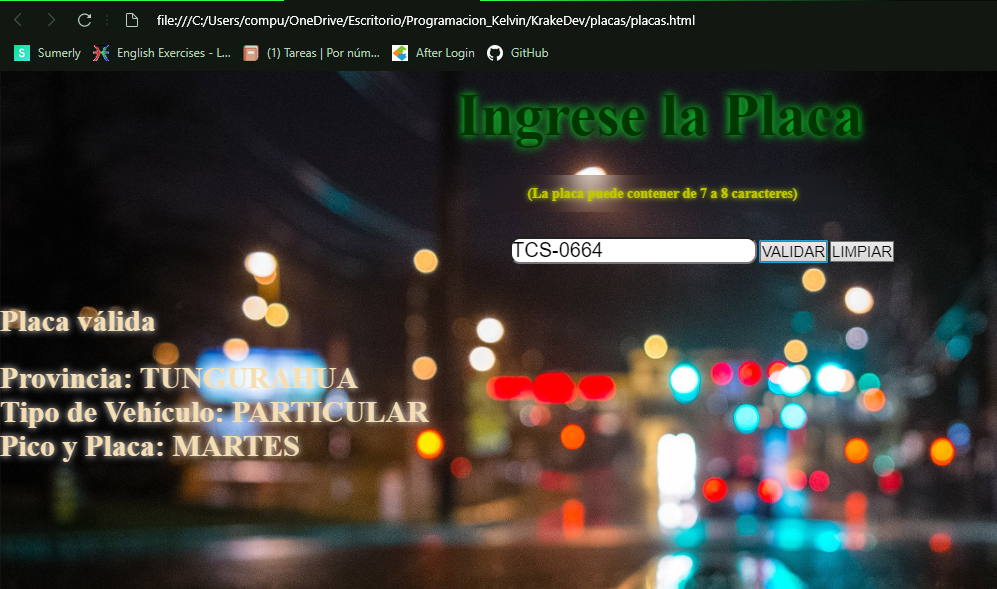 file:///C:/Users/compu/OneDrive/Escritorio/Programacion_Kelvin/KrakeDev/placas/placas.html
S Sumerly English Exercises - L... (1) Tareas | Por núm... After Login GitHub
Ingrese la Placa
(La placa puede contener de 7 a 8 caracteres)
TCS-0664 VALIDAR LIMPIAR
Placa válida
Provincia: TUNGURAHUA
Tipo de Vehículo: PARTICULAR
Pico y Placa: MARTES